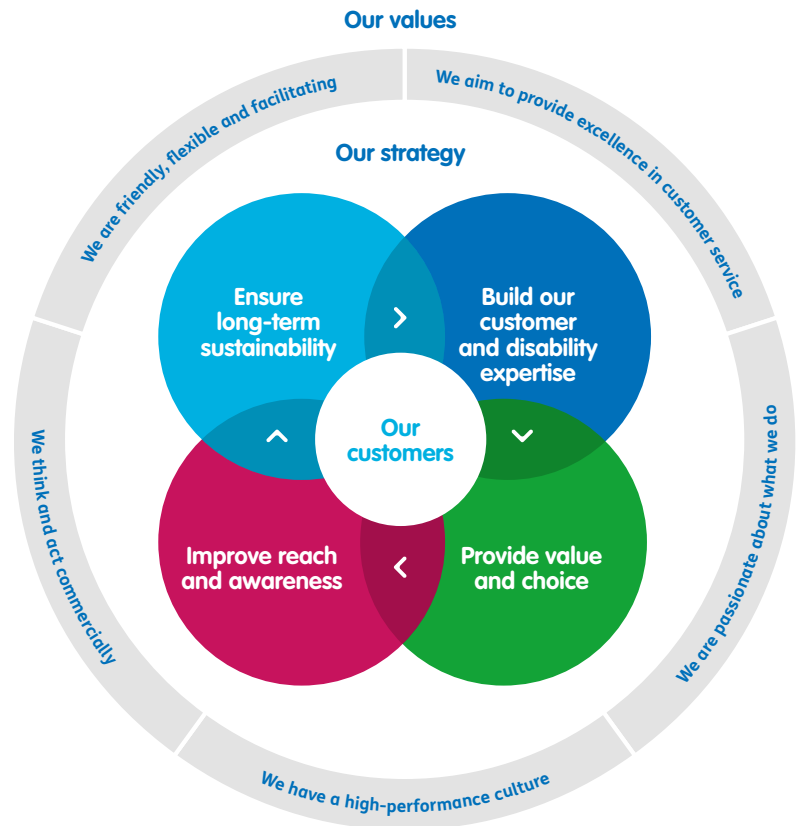 Our values
We are friendly, flexible and facilitating
We aim to provide excellence in customer service
We are passionate about what we do
We have a high-performance culture
We think and act commercially
Our strategy
Ensure
long-term
sustainability
Build our
customer
and disability
expertise
Our
customers
Improve reach
and awareness
Provide value
and choice